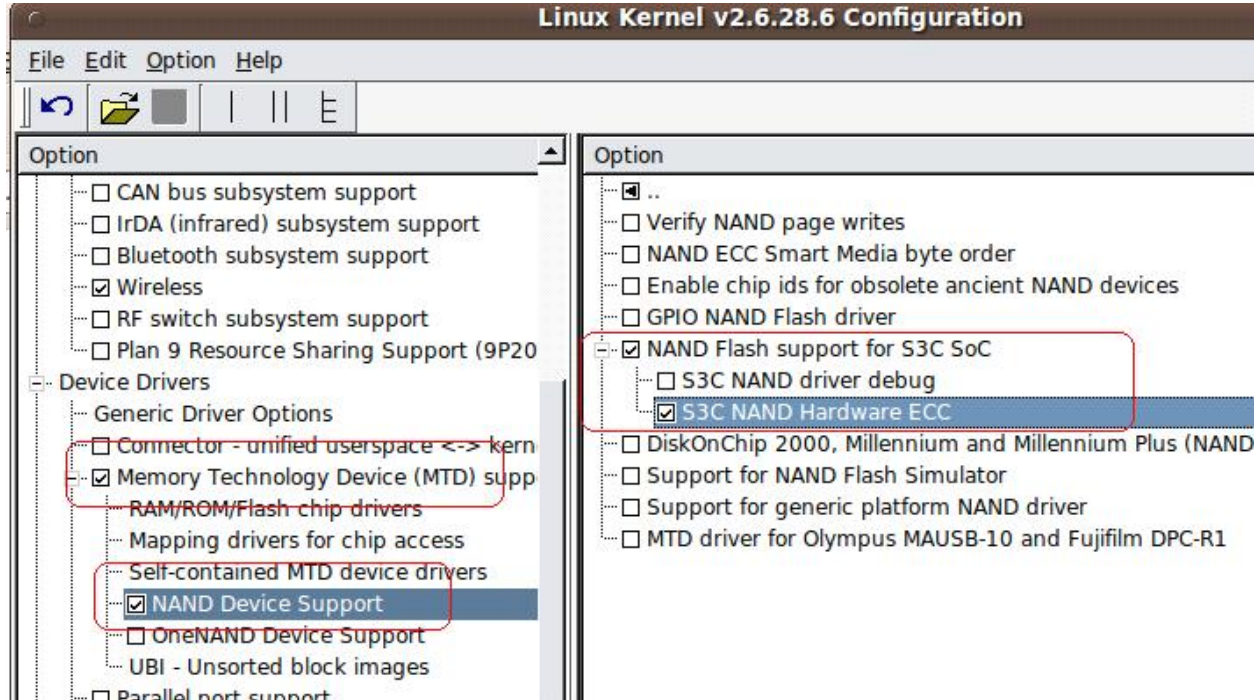 Linux Kernel v2.6.28.6 Configuration
File Edit Option Help
Option
CAN bus subsystem support
IrDA (infrared) subsystem support
Bluetooth subsystem support
Wireless
RF switch subsystem support
Plan 9 Resource Sharing Support (9P20
Device Drivers
Generic Driver Options
Connector - unified userspace <-> kern
Memory Technology Device (MTD) supp
RAM/ROM/Flash chip drivers
Mapping drivers for chip access
Self-contained MTD device drivers
NAND Device Support
OneNAND Device Support
UBI - Unsorted block images
Parallel port support
Option
..
Verify NAND page writes
NAND ECC Smart Media byte order
Enable chip ids for obsolete ancient NAND devices
GPIO NAND Flash driver
NAND Flash support for S3C SoC
S3C NAND driver debug
S3C NAND Hardware ECC
DiskOnChip 2000, Millennium and Millennium Plus (NAND
Support for NAND Flash Simulator
Support for generic platform NAND driver
MTD driver for Olympus MAUSB-10 and Fujifilm DPC-R1